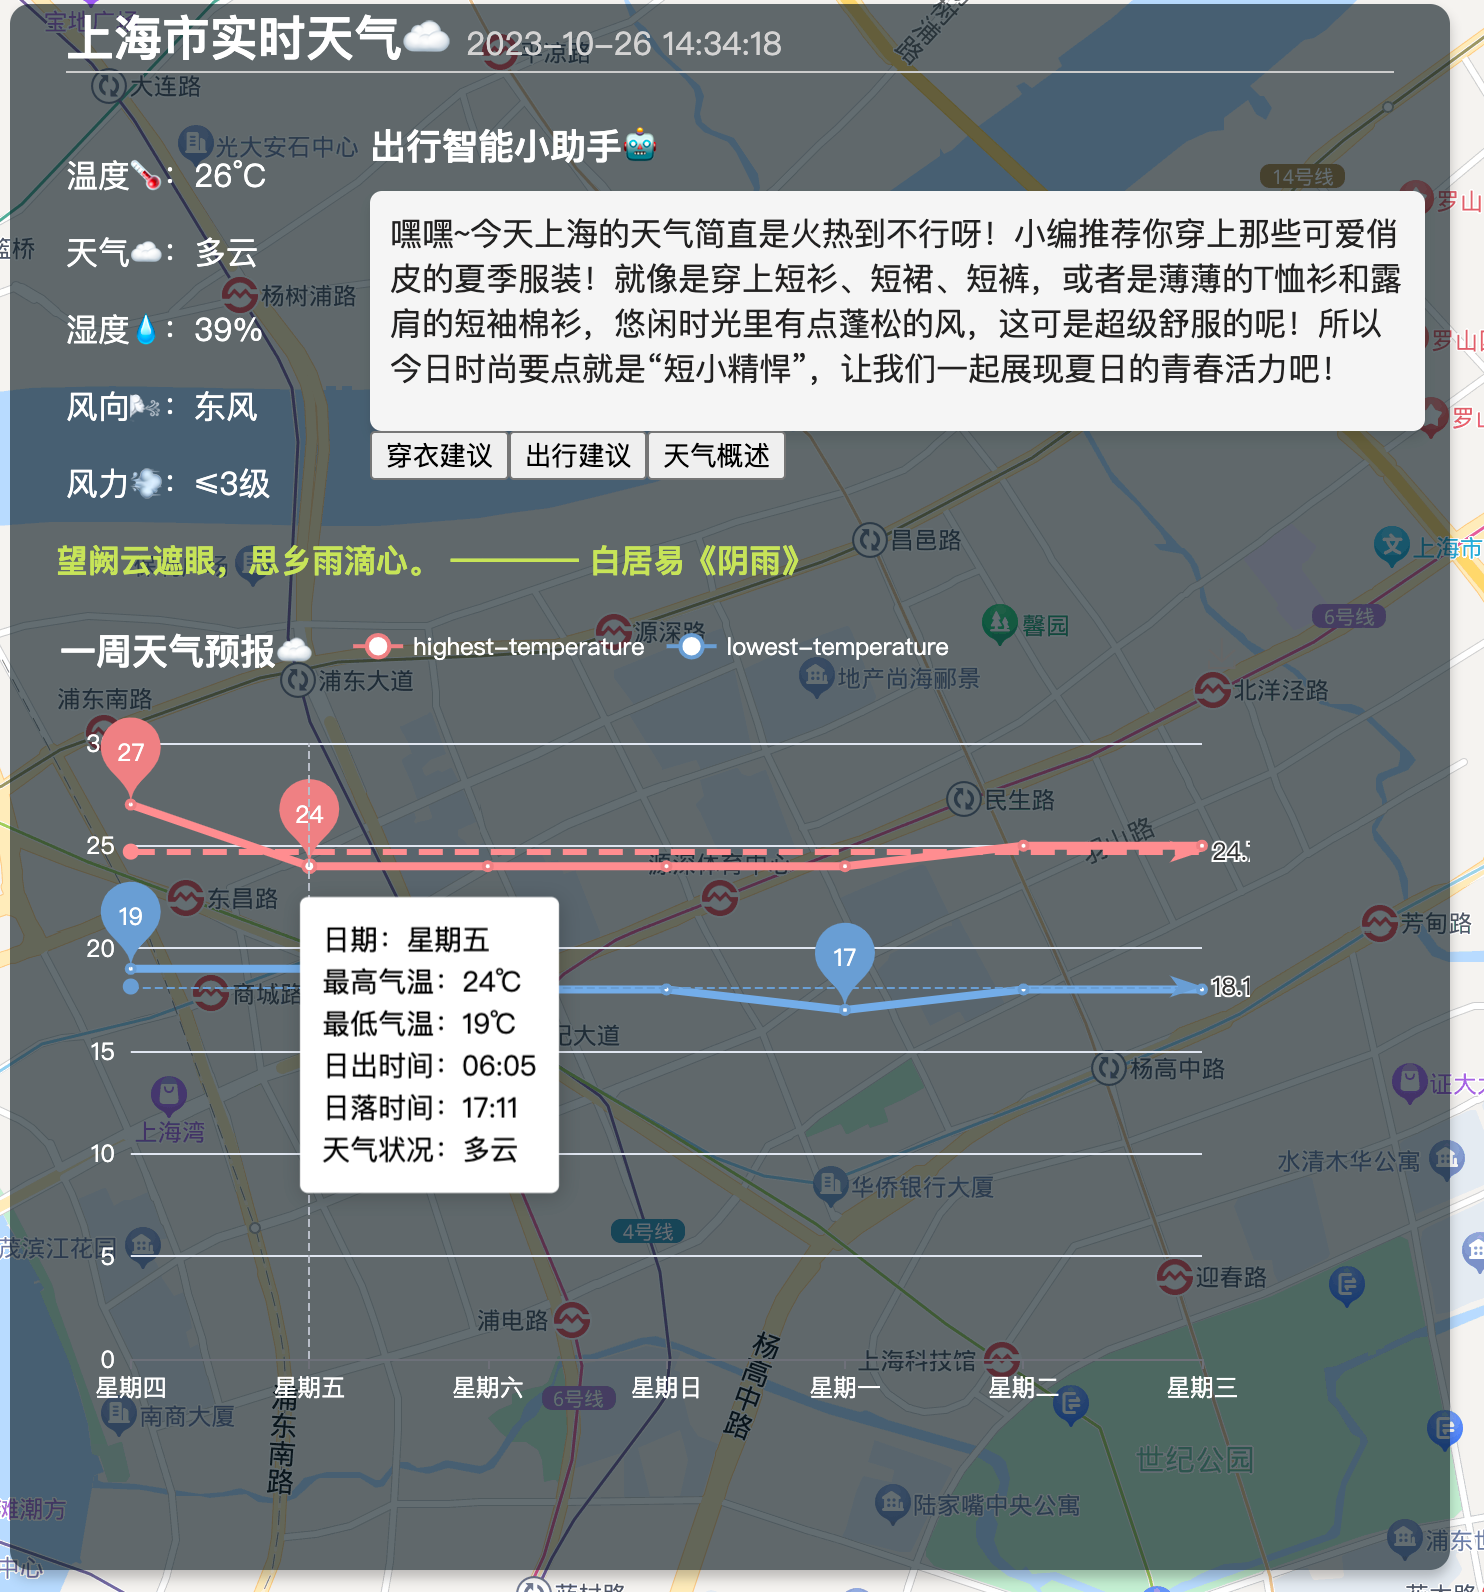 上海市实时天气☁️ 2023-10-26 14:34:18
平凉路
大连路
光大安石中心
出行智能小助手🤖
温度🌡️：26°C
天气☁️：多云
湿度💧：39%
风向🌬️：东风
风力💨：≤3级
14号线
罗山
杨树浦路
嘿嘿~今天上海的天气简直是火热到不行呀！小编推荐你穿上那些可爱俏
皮的夏季服装！就像是穿上短衫、短裙、短裤，或者是薄薄的T恤衫和露
肩的短袖棉衫，悠闲时光里有点蓬松的风，这可是超级舒服的呢！所以
今日时尚要点就是“短小精悍”，让我们一起展现夏日的青春活力吧！
穿衣建议
出行建议
天气概述
昌邑路
上海市
望阙云遮眼，思乡雨滴心。 ———— 白居易《阴雨》
6号线
馨园
源深路
一周天气预报☁️
highest-temperature
lowest-temperature
浦东大道
地产尚海郦景
北洋泾路
浦东南路
27
24
25
民生路
源深体育中心
24.
19
东昌路
20
17
芳甸路
商城路
18.1
日期：星期五
最高气温：24℃
最低气温：19℃
日出时间：06:05
日落时间：17:11
天气状况：多云
纪大道
15
杨高中路
证大
上海湾
10
水清木华公寓
华侨银行大厦
4号线
茂滨江花园
5
迎春路
浦电路
杨高中路
上海科技馆
0
星期四
星期五
星期六
星期日
星期一
星期二
星期三
6号线
南商大厦
浦东南路
世纪公园
陆家嘴中央公寓
滩潮方
浦东世
中心